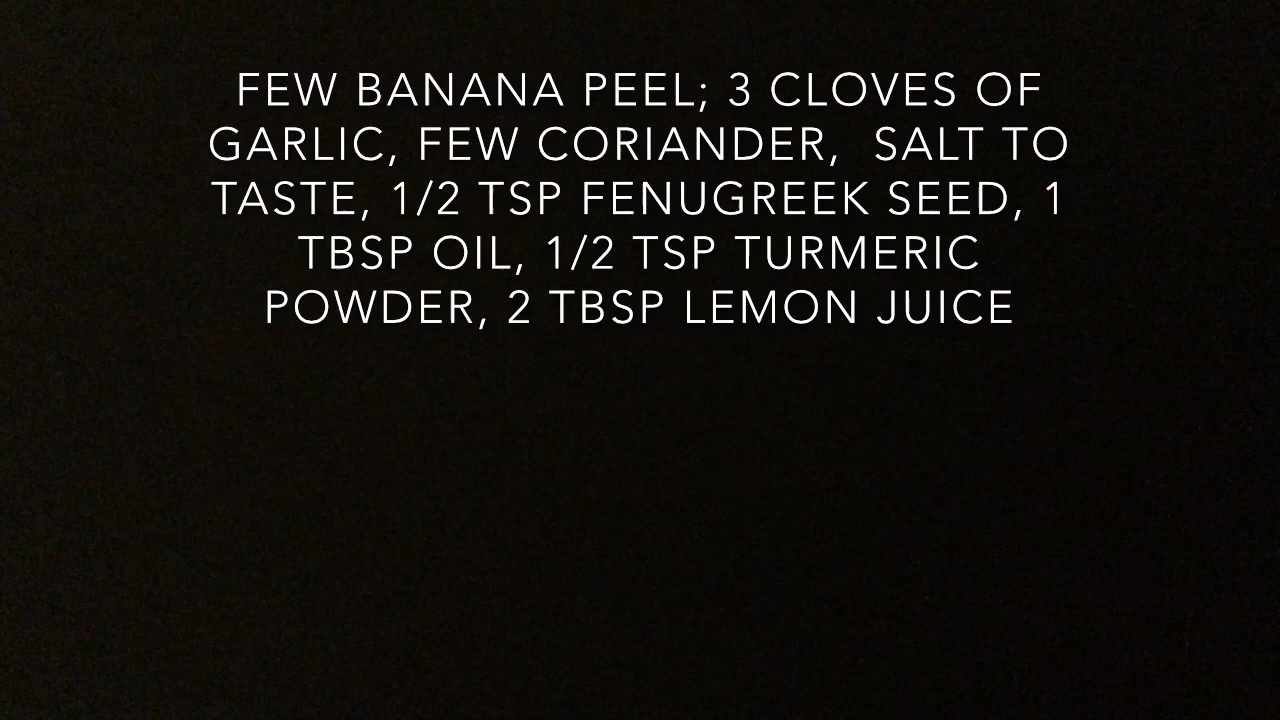 FEW BANANA PEEL; 3 CLOVES OF
GARLIC, FEW CORIANDER,  SALT TO
TASTE, 1/2 TSP FENUGREEK SEED, 1
TBSP OIL, 1/2 TSP TURMERIC
POWDER, 2 TBSP LEMON JUICE